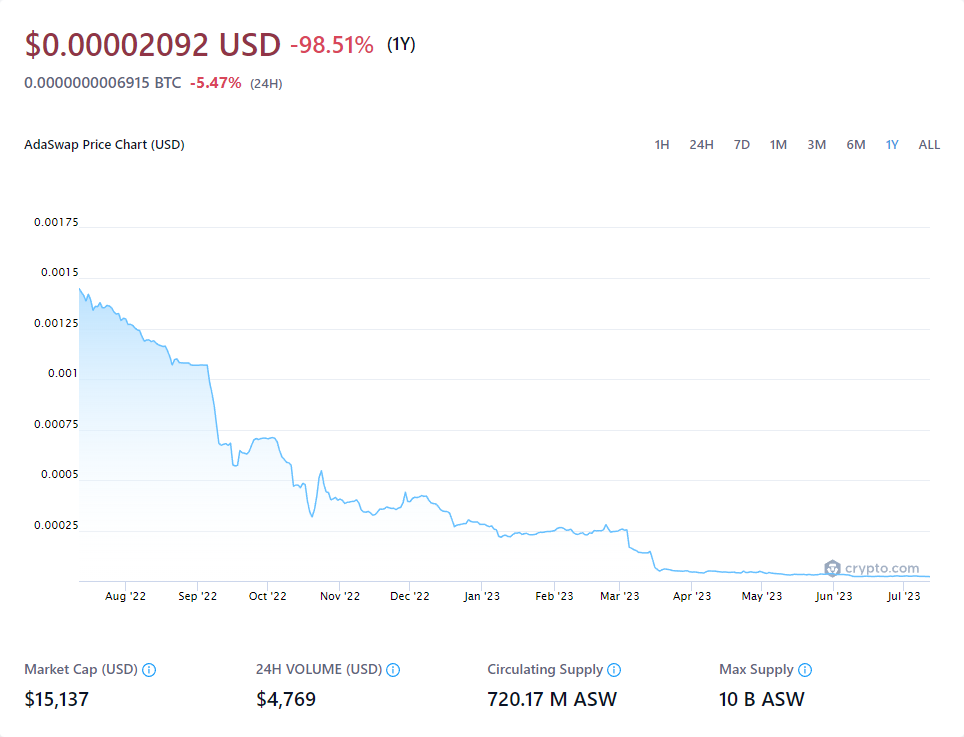 $0.00002092 USD -98.51% (1Y)
0.0000000006915 BTC -5.47% (24H)
AdaSwap Price Chart (USD) 1H 24H 7D 1M 3M 6M 1Y ALL
0.00175
0.0015
0.00125
0.001
0.00075
0.0005
0.00025
crypto.com
Aug '22 Sep '22 Oct '22 Nov '22 Dec '22 Jan '23 Feb '23 Mar '23 Apr '23 May '23 Jun '23 Jul '23
Market Cap (USD) 24H VOLUME (USD) Circulating Supply Max Supply
$15,137 $4,769 720.17 M ASW 10 B ASW